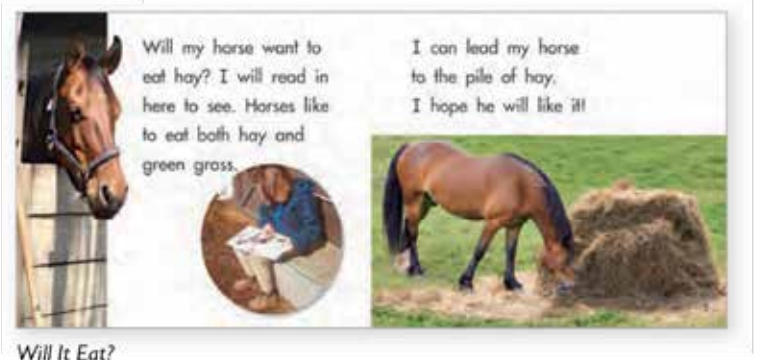 Will my horse want to
eat hay? I will read in
here to see. Horses like
to eat both hay and
green grass.
I can lead my horse
to the pile of hay.
I hope he will like it!
Will It Eat?